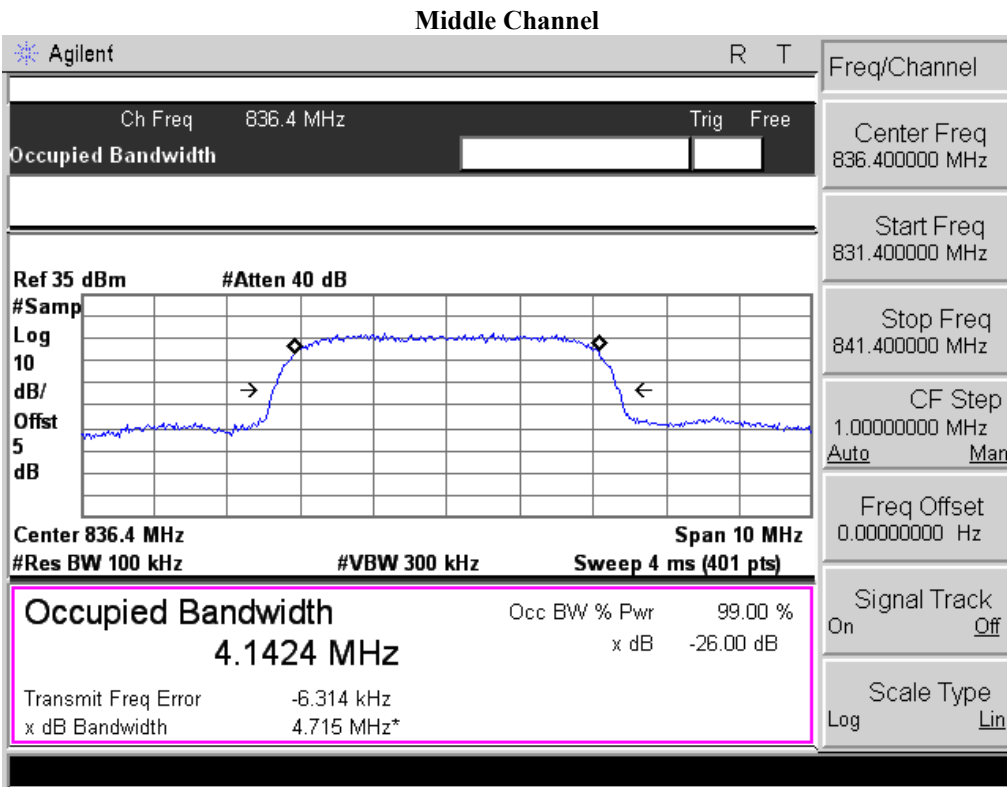 Middle Channel
Agilent R T
Freq/Channel
Ch Freq 836.4 MHz Trig Free
Occupied Bandwidth
Center Freq
836.400000 MHz
Start Freq
831.400000 MHz
Stop Freq
841.400000 MHz
CF Step
1.00000000 MHz
Auto Man
Freq Offset
0.00000000 Hz
Signal Track
On Off
Scale Type
Log Lin
Ref 35 dBm #Atten 40 dB
#Samp
Log
10
dB/
Offst
5
dB
Center 836.4 MHz Span 10 MHz
#Res BW 100 kHz #VBW 300 kHz Sweep 4 ms (401 pts)
Occupied Bandwidth Occ BW % Pwr 99.00 %
4.1424 MHz x dB -26.00 dB
Transmit Freq Error -6.314 kHz
x dB Bandwidth 4.715 MHz*